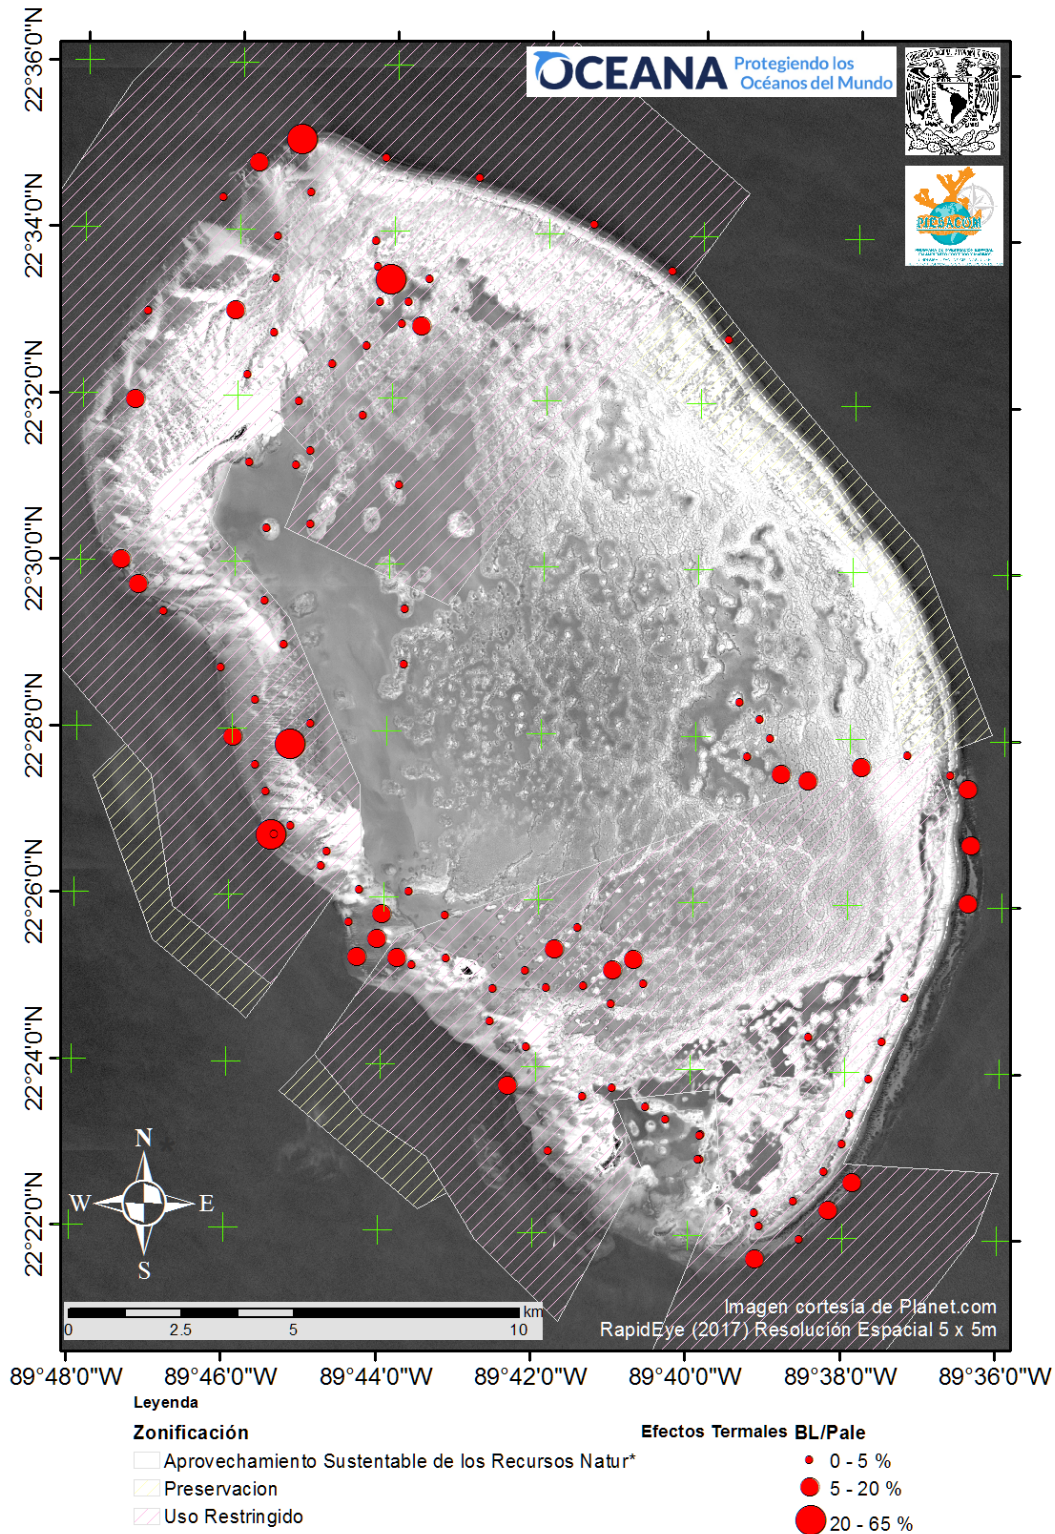 OCEANA Protegiendo los
Océanos del Mundo
22°36'0"N
22°34'0"N
22°32'0"N
22°30'0"N
22°28'0"N
22°26'0"N
22°24'0"N
22°22'0"N
N
W E
S
km
0 2.5 5 10
Imagen cortesía de Planet.com
RapidEye (2017) Resolución Espacial 5 x 5m
89°48'0"W 89°46'0"W 89°44'0"W 89°42'0"W 89°40'0"W 89°38'0"W 89°36'0"W
Leyenda
Zonificación
Aprovechamiento Sustentable de los Recursos Natur*
Preservacion
Uso Restringido
Efectos Termales BL/Pale
0 - 5 %
5 - 20 %
20 - 65 %